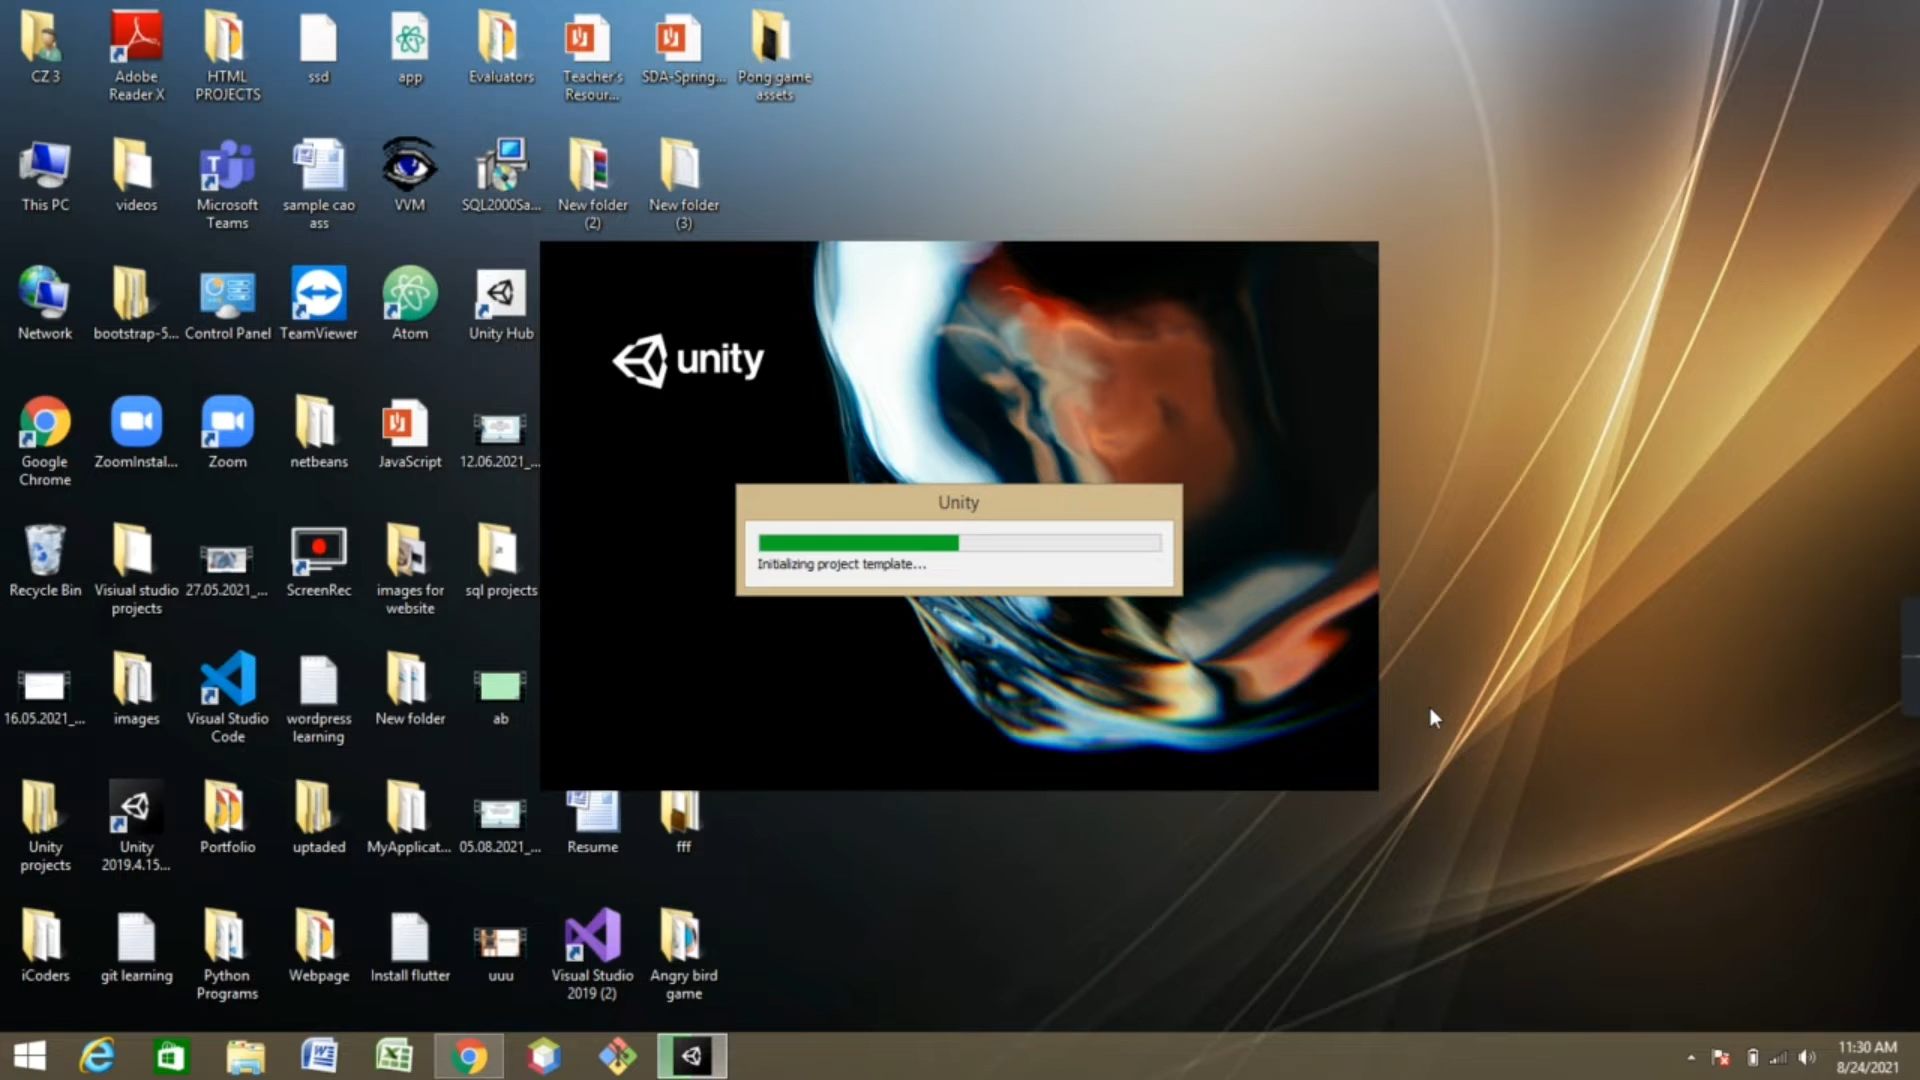 CZ 3
Adobe
Reader X
HTML
PROJECTS
ssd
app
Evaluators
Teacher's
Resour...
SDA-Spring...
Pong game
assets
This PC
videos
Microsoft
Teams
sample cao
ass
VVM
SQL2000Sa...
New folder
(2)
New folder
(3)
Network
bootstrap-5...
Control Panel
TeamViewer
Atom
Unity Hub
unity
Google
Chrome
ZoomInstal...
Zoom
netbeans
JavaScript
12.06.2021_...
Unity
Initializing project template...
Recycle Bin
Visiual studio
projects
27.05.2021_...
ScreenRec
images for
website
sql projects
16.05.2021_...
images
Visual Studio
Code
wordpress
learning
New folder
ab
Unity
projects
Unity
2019.4.15...
Portfolio
uptaded
MyApplicat...
05.08.2021_...
Resume
fff
iCoders
git learning
Python
Programs
Webpage
Install flutter
uuu
Visual Studio
2019 (2)
Angry bird
game
11:30 AM
8/24/2021